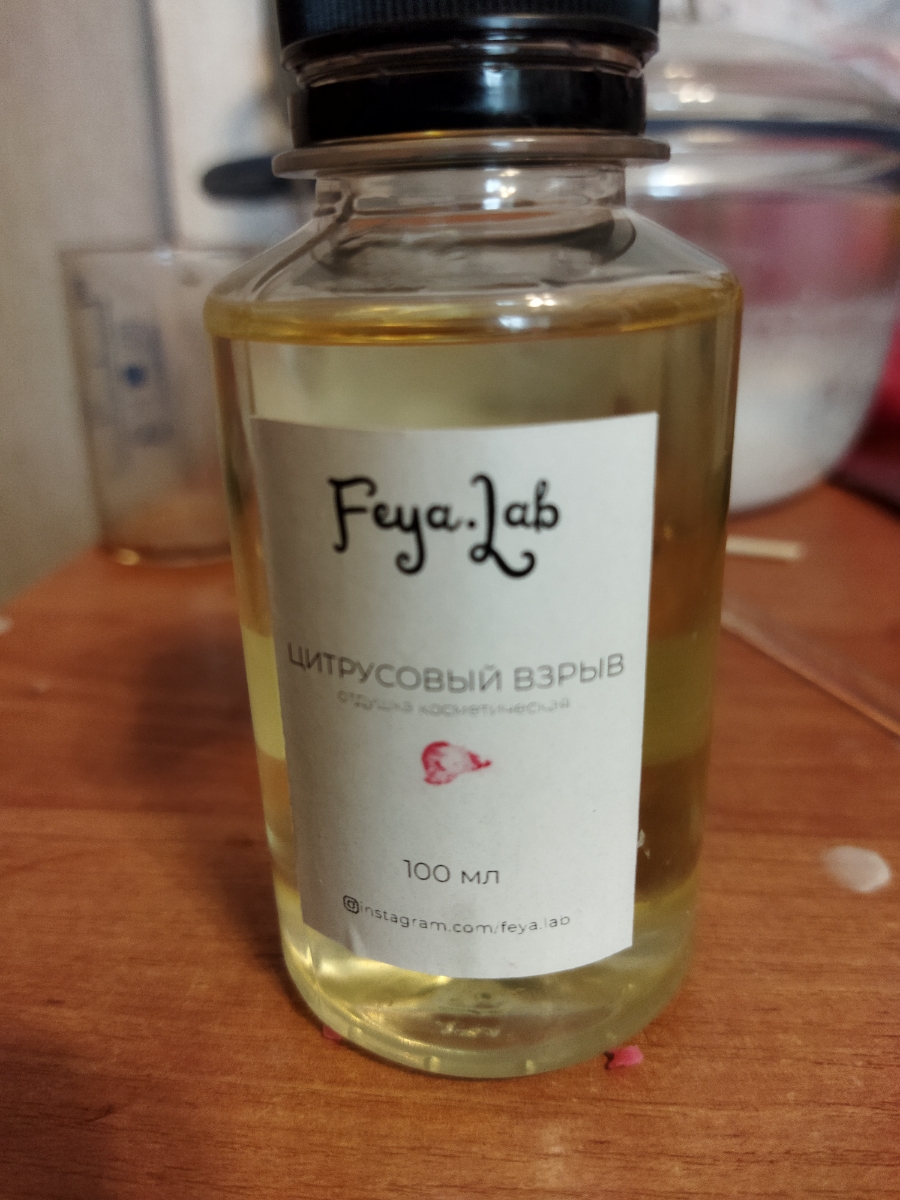 Feya.Lab
ЦИТРУСОВЫЙ ВЗРЫВ
отдушка косметическая
100 мл
instagram.com/feya.lab